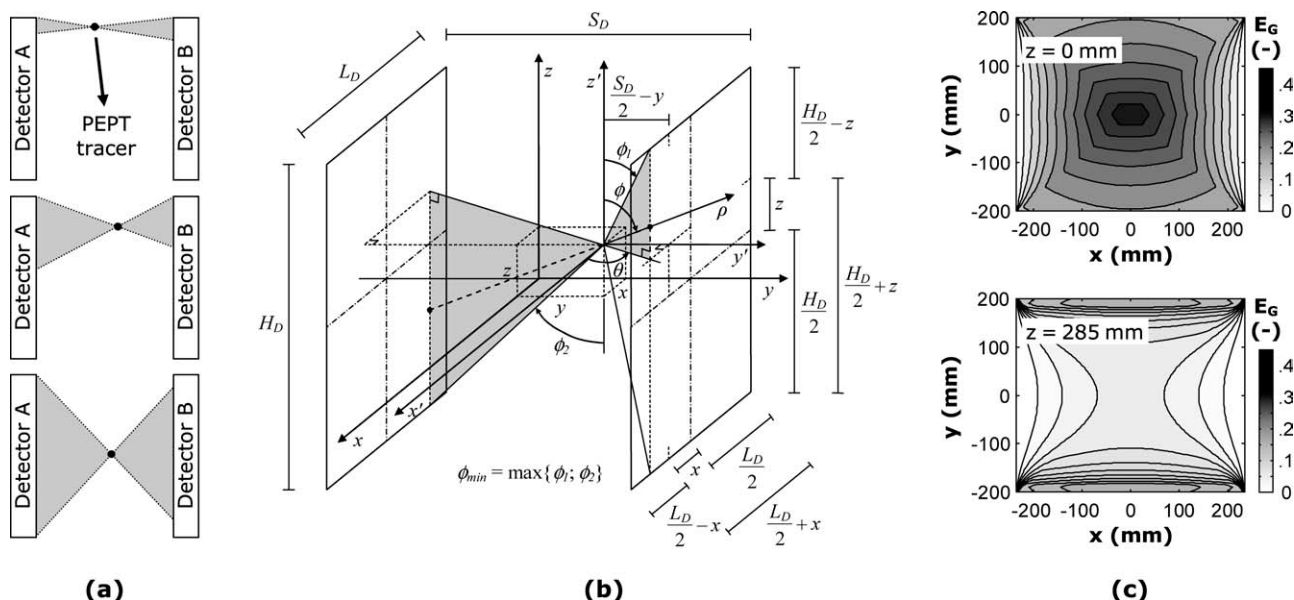 Detector A
PEPT
tracer
Detector B
Detector A
Detector B
Detector A
Detector B
(a)
S_D
L_D
z
z′
S_D/2 − y
H_D/2 − z
ϕ_1
ϕ
ρ
z
y′
θ
z
x
y
y
H_D
ϕ_2
H_D/2
H_D/2 + z
x′
x
x
L_D/2
ϕ_min = max{ϕ_1; ϕ_2}
L_D/2 − x
L_D/2 + x
(b)
200
100
0
-100
-200
y (mm)
z = 0 mm
-200 -100 0 100 200
x (mm)
E_G
(-)
.4
.3
.2
.1
0
200
100
0
-100
-200
y (mm)
z = 285 mm
-200 -100 0 100 200
x (mm)
E_G
(-)
.4
.3
.2
.1
0
(c)